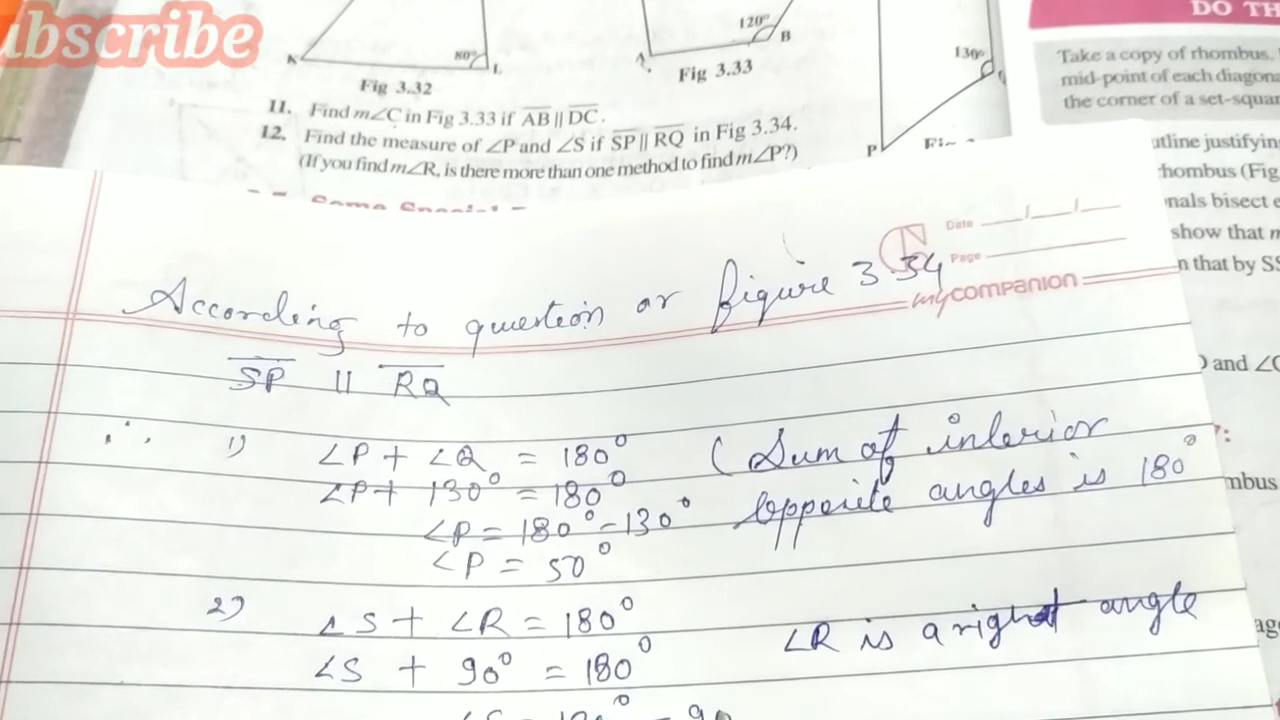 ubscribe
DO TH
K 80° L
A 120° B
130°
Fig 3.32
Fig 3.33
P
Take a copy of rhombus.
mid-point of each diagona
the corner of a set-squar
11. Find m∠C in Fig 3.33 if AB || DC.
12. Find the measure of ∠P and ∠S if SP || RQ in Fig 3.34.
(If you find m∠R, is there more than one method to find m∠P?)
utline justifyin
hombus (Fig
nals bisect e
show that m
n that by SS
Date
Page
mycompanion
According to question or figure 3.34
SP || RQ
) and ∠
∴ 1) ∠P + ∠Q = 180° (Sum of interior
∠P + 130° = 180° opposite angles is 180°
∠P = 180° - 130°
∠P = 50°
mbus
2) ∠S + ∠R = 180°
∠R is a right angle
∠S + 90° = 180°